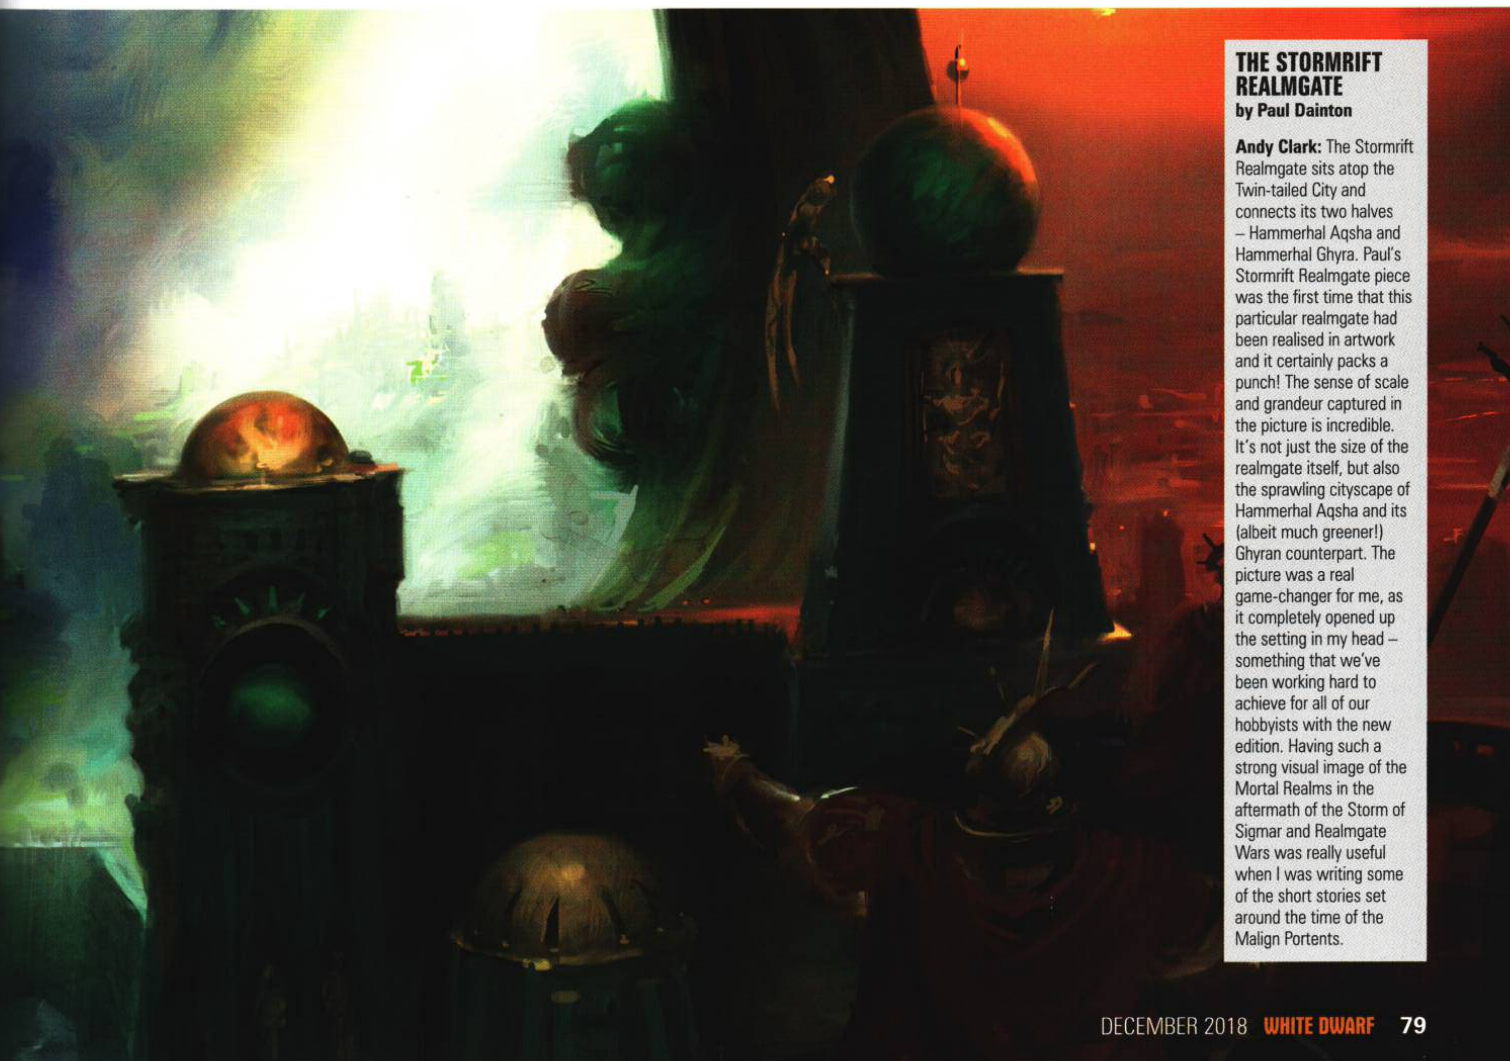 THE STORMRIFT
REALMGATE
by Paul Dainton
Andy Clark: The Stormrift
Realmgate sits atop the
Twin-tailed City and
connects its two halves
– Hammerhal Aqsha and
Hammerhal Ghyra. Paul's
Stormrift Realmgate piece
was the first time that this
particular realmgate had
been realised in artwork
and it certainly packs a
punch! The sense of scale
and grandeur captured in
the picture is incredible.
It's not just the size of the
realmgate itself, but also
the sprawling cityscape of
Hammerhal Aqsha and its
(albeit much greener!)
Ghyran counterpart. The
picture was a real
game-changer for me, as
it completely opened up
the setting in my head –
something that we've
been working hard to
achieve for all of our
hobbyists with the new
edition. Having such a
strong visual image of the
Mortal Realms in the
aftermath of the Storm of
Sigmar and Realmgate
Wars was really useful
when I was writing some
of the short stories set
around the time of the
Malign Portents.
DECEMBER 2018 WHITE DWARF 79